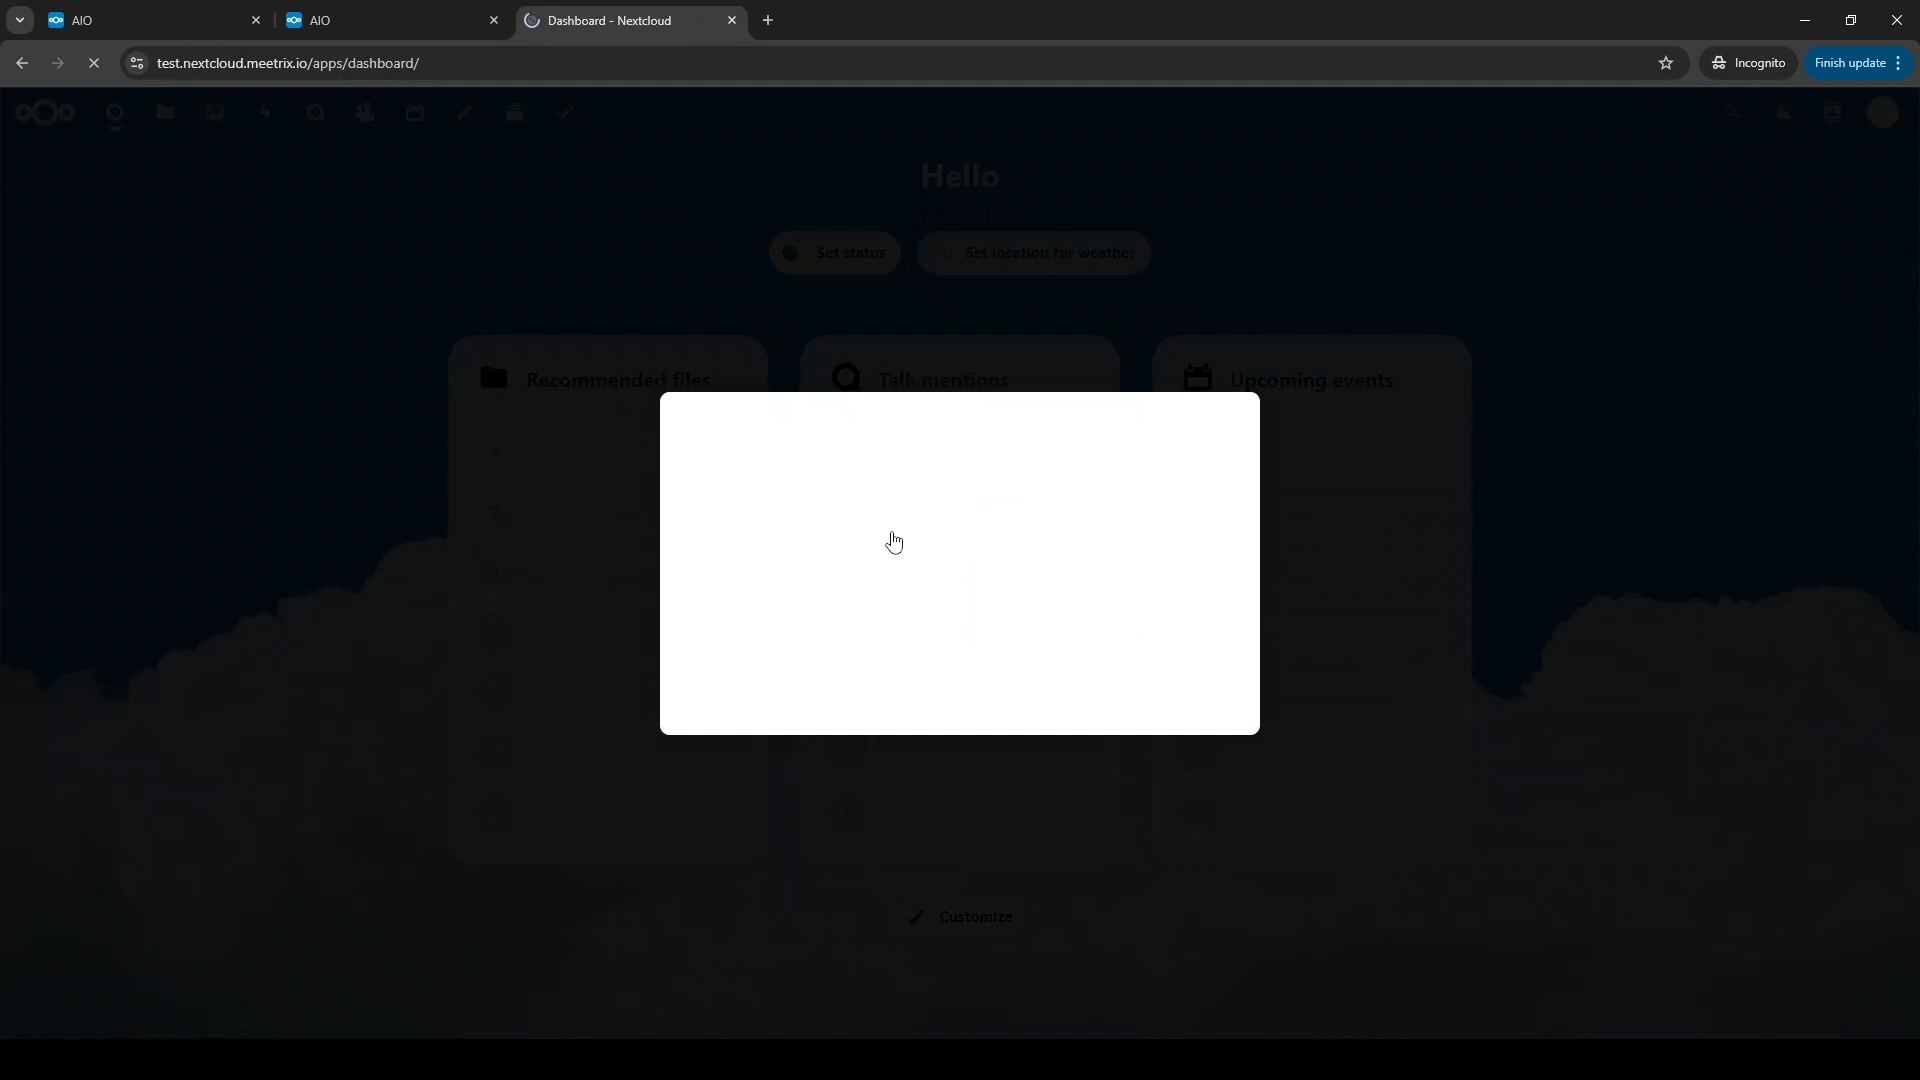 AIO
AIO
Dashboard - Nextcloud
test.nextcloud.meetrix.io/apps/dashboard/
Incognito
Finish update
Hello
Set status
Set location for weather
Recommended files
Talk mentions
Upcoming events
Customize